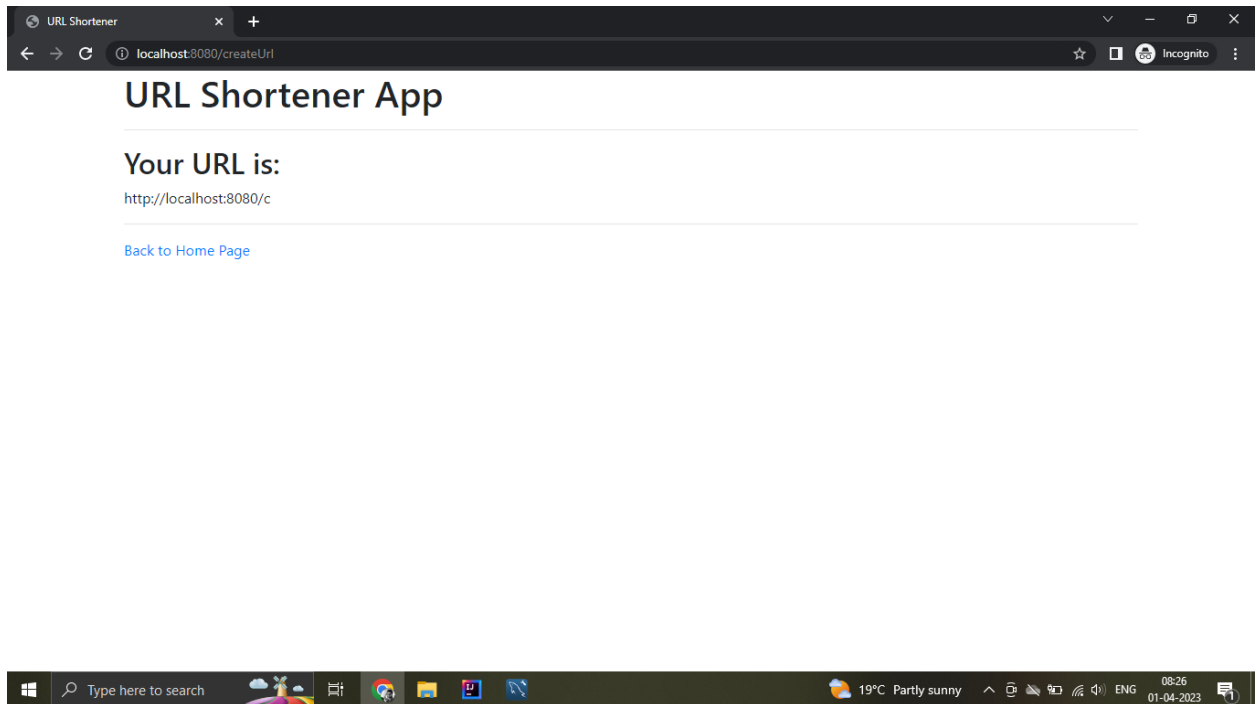 URL Shortener
localhost:8080/createUrl
Incognito
URL Shortener App
Your URL is:
http://localhost:8080/c
Back to Home Page
Type here to search
19°C Partly sunny
ENG
08:26
01-04-2023
1